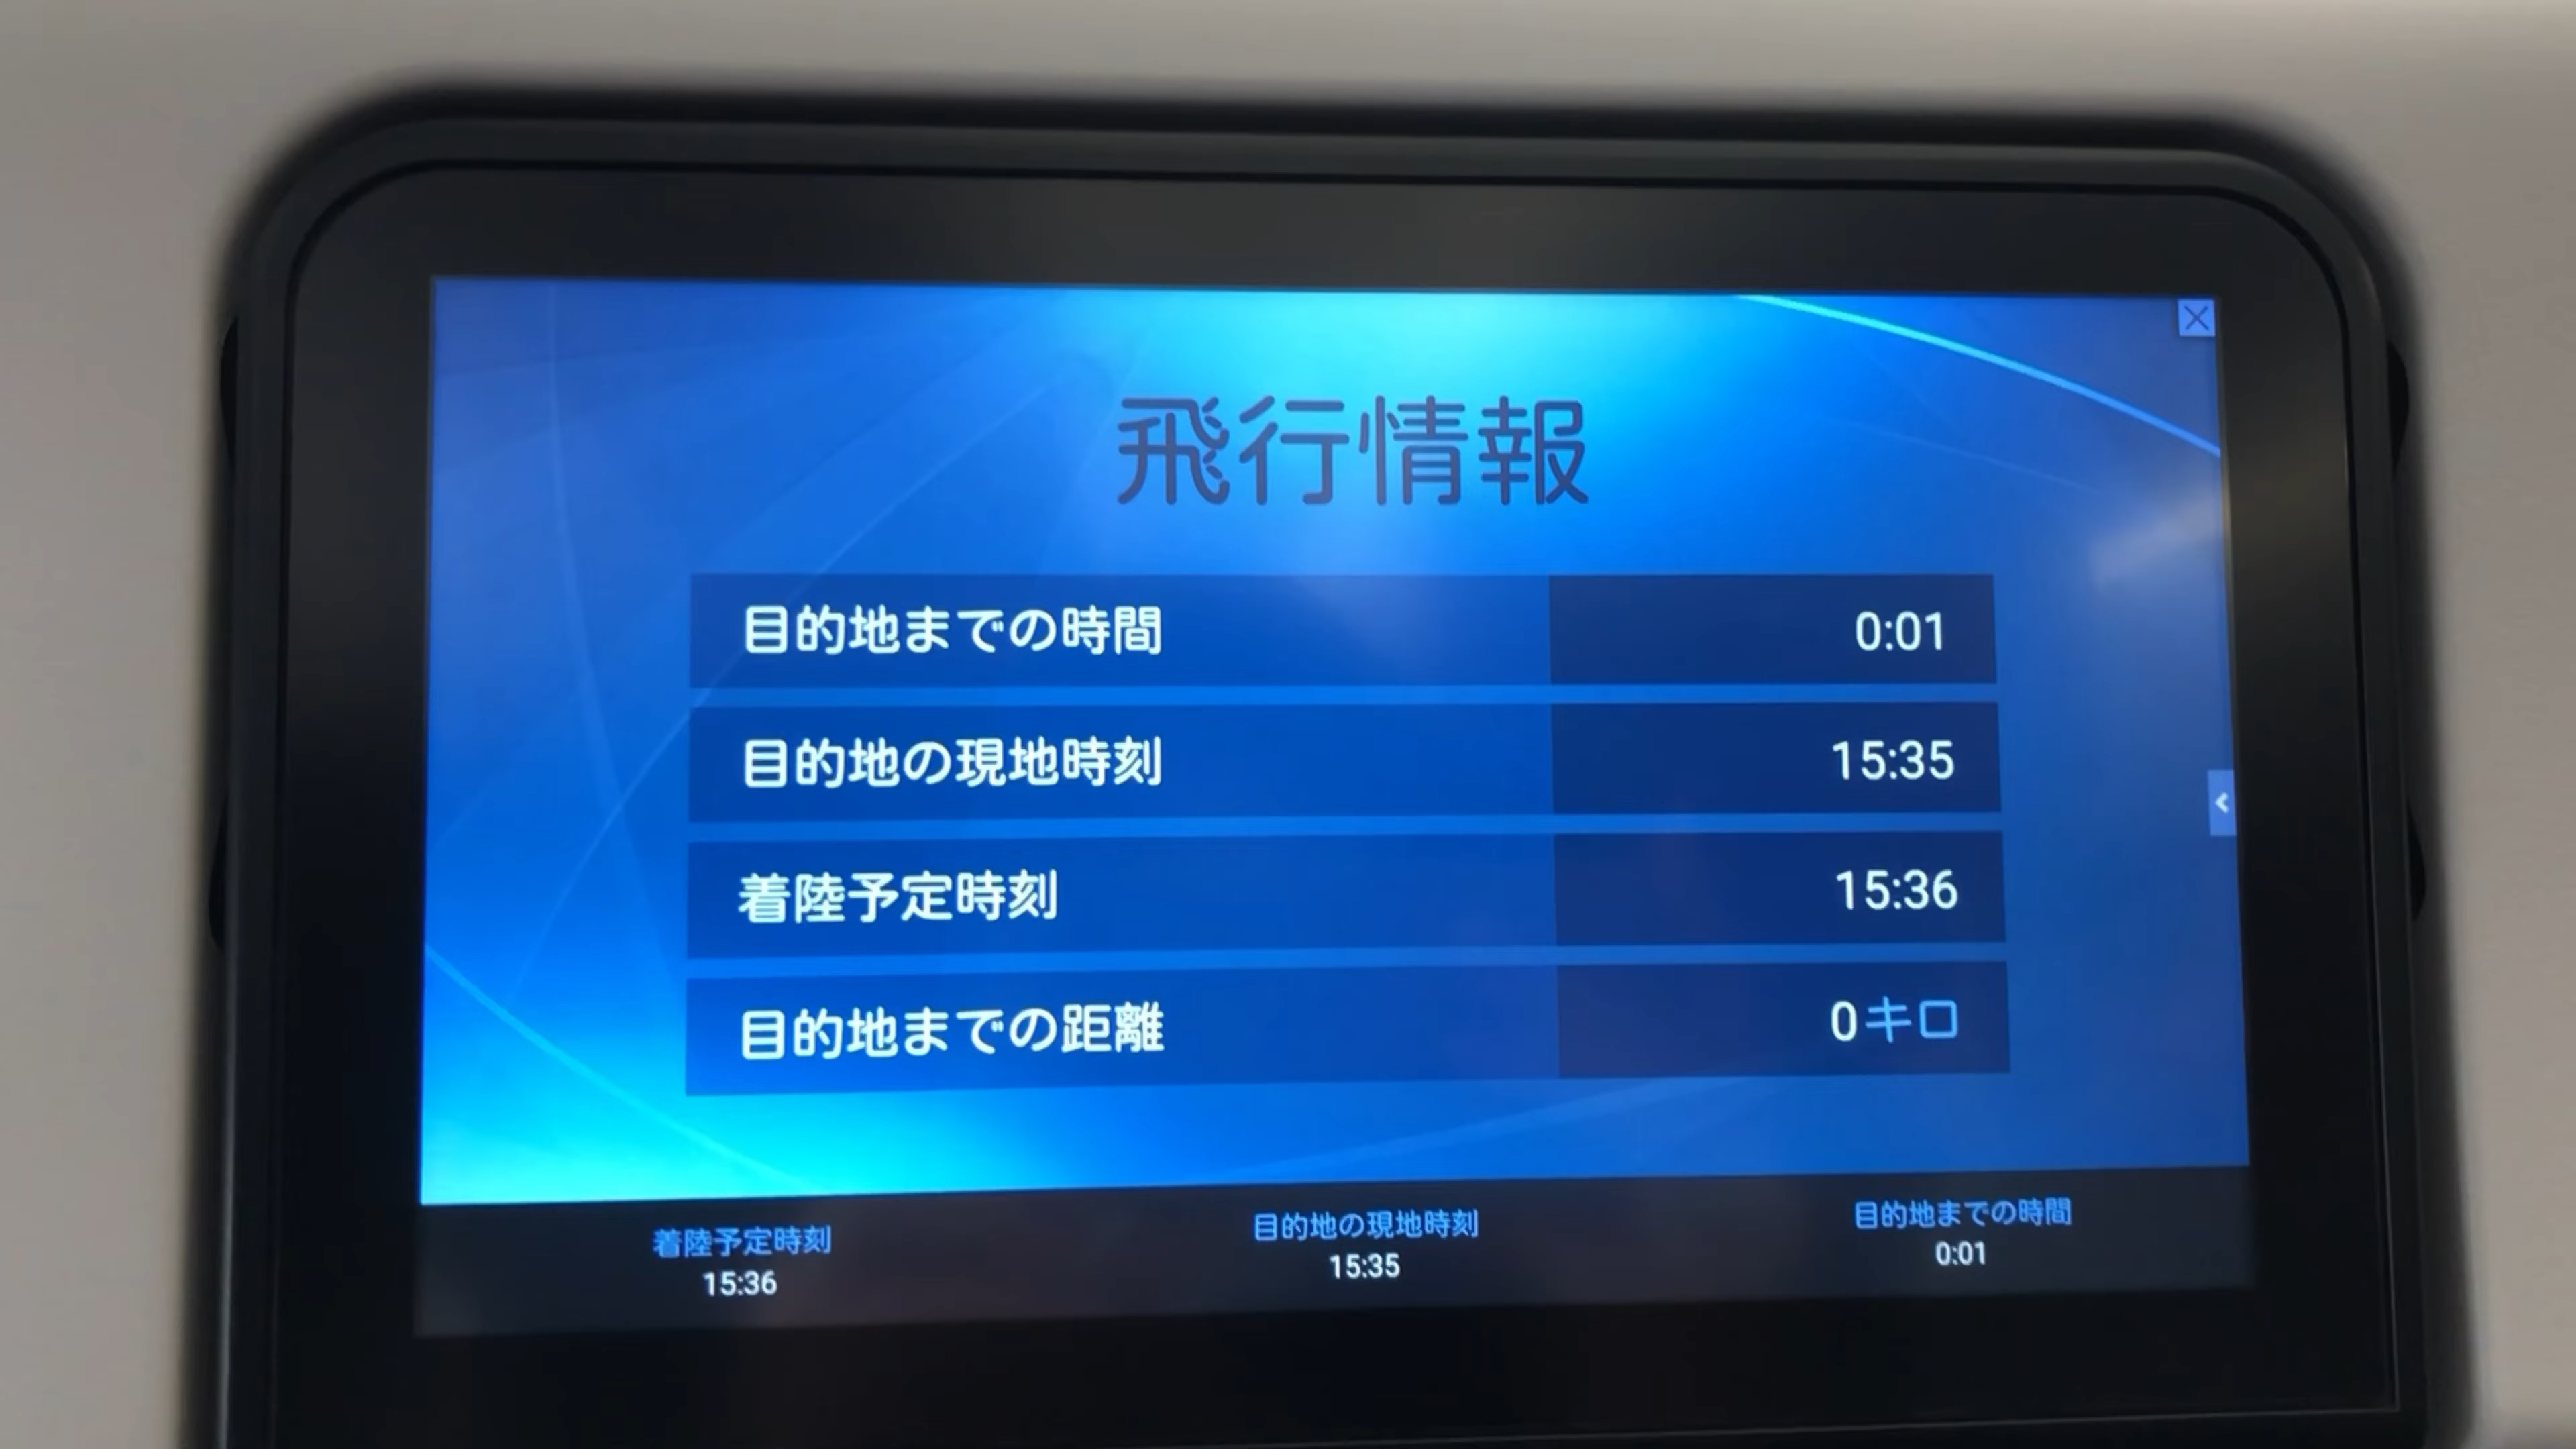 飛行情報
目的地までの時間 0:01
目的地の現地時刻 15:35
着陸予定時刻 15:36
目的地までの距離 0キロ
着陸予定時刻 目的地の現地時刻 目的地までの時間
15:36 15:35 0:01